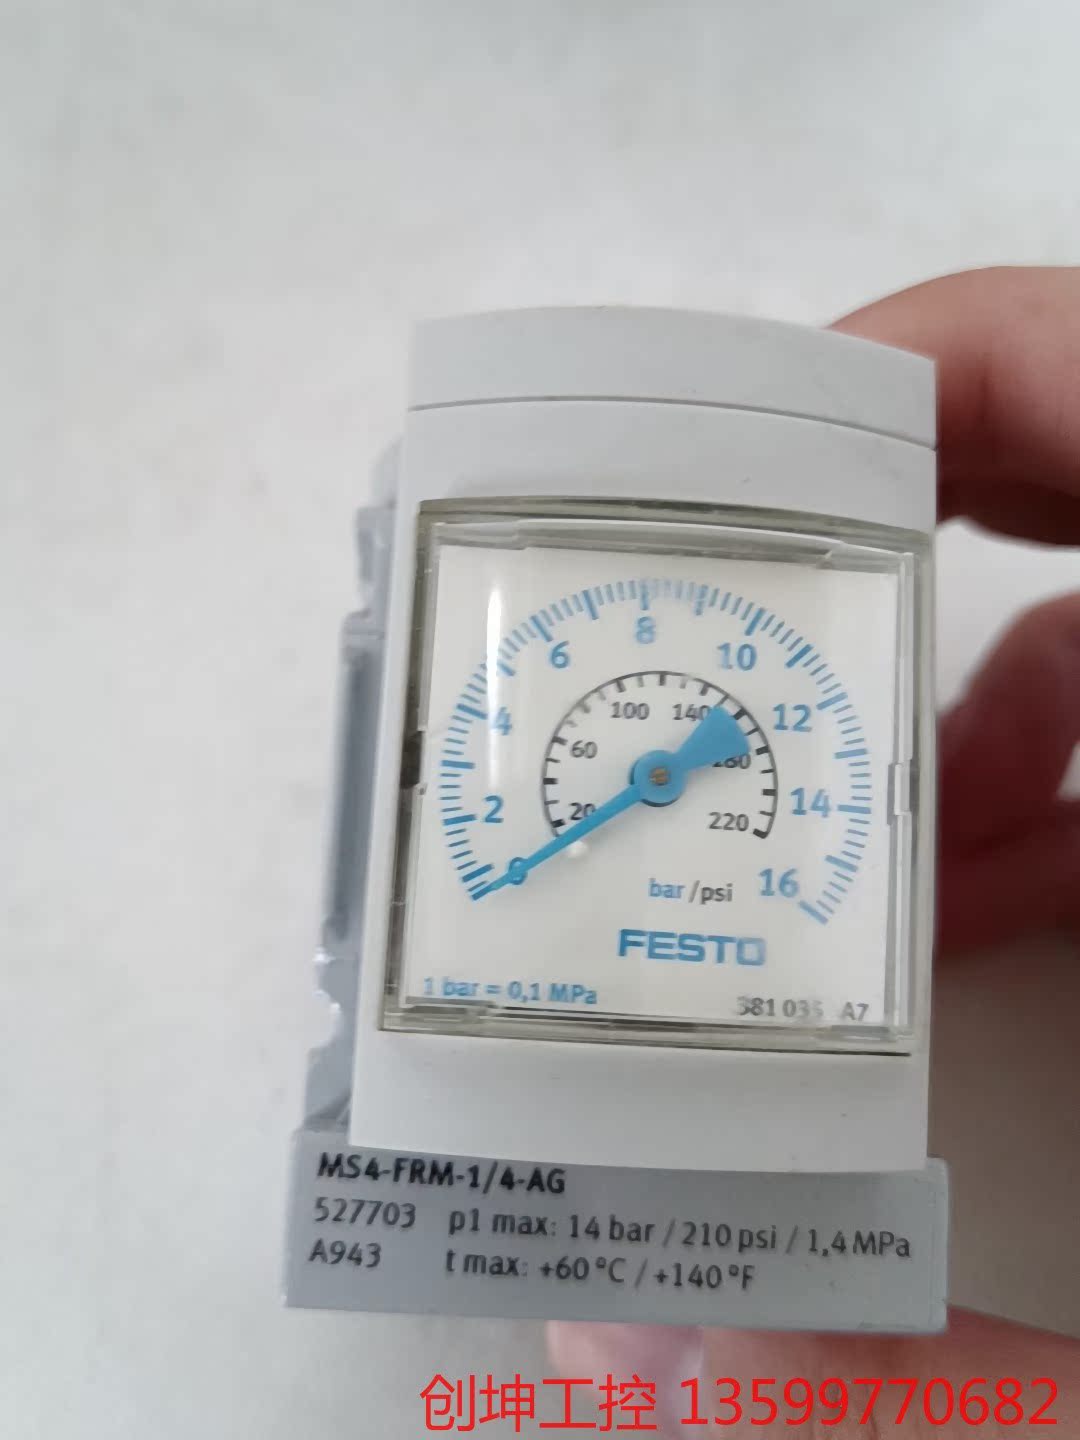 8
6
10
4
12
100
140
60
180
2
14
20
220
0
16
bar/psi
FESTO
1 bar = 0,1 MPa
381 035 A7
MS4-FRM-1/4-AG
527703 p1 max: 14 bar / 210 psi / 1,4 MPa
A943 t max: +60 °C / +140 °F
创坤工控 13599770682